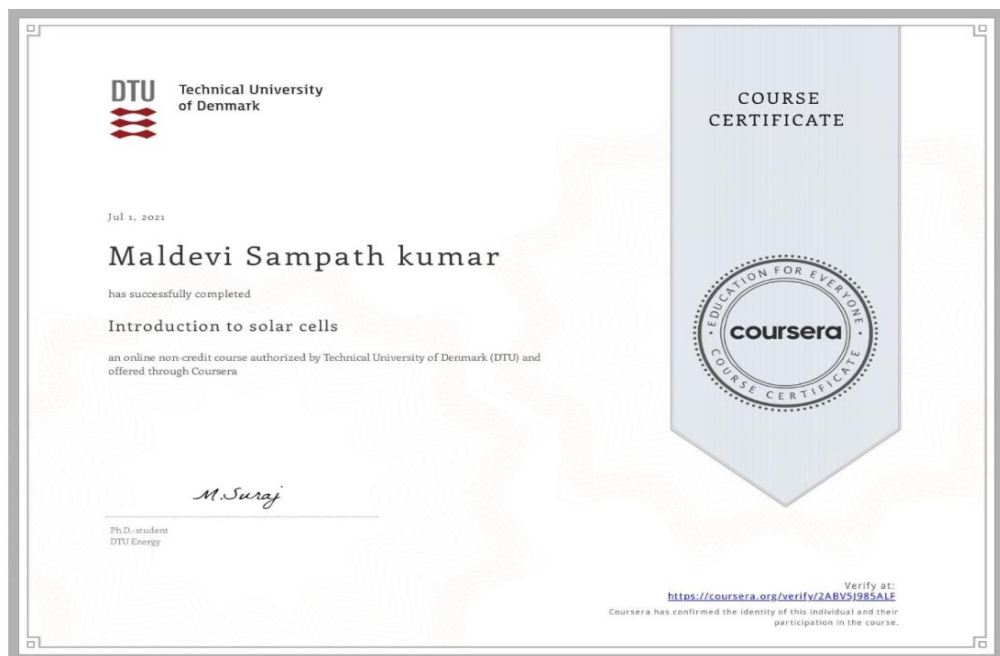 DTU
Technical University
of Denmark
COURSE
CERTIFICATE
Jul 1, 2021
Maldevi Sampath kumar
has successfully completed
Introduction to solar cells
an online non-credit course authorized by Technical University of Denmark (DTU) and
offered through Coursera
EDUCATION FOR EVERYONE
coursera
COURSE CERTIFICATE
M.Suraj
Ph.D.-student
DTU Energy
Verify at:
https://coursera.org/verify/2ABV5J985ALF
Coursera has confirmed the identity of this individual and their
participation in the course.